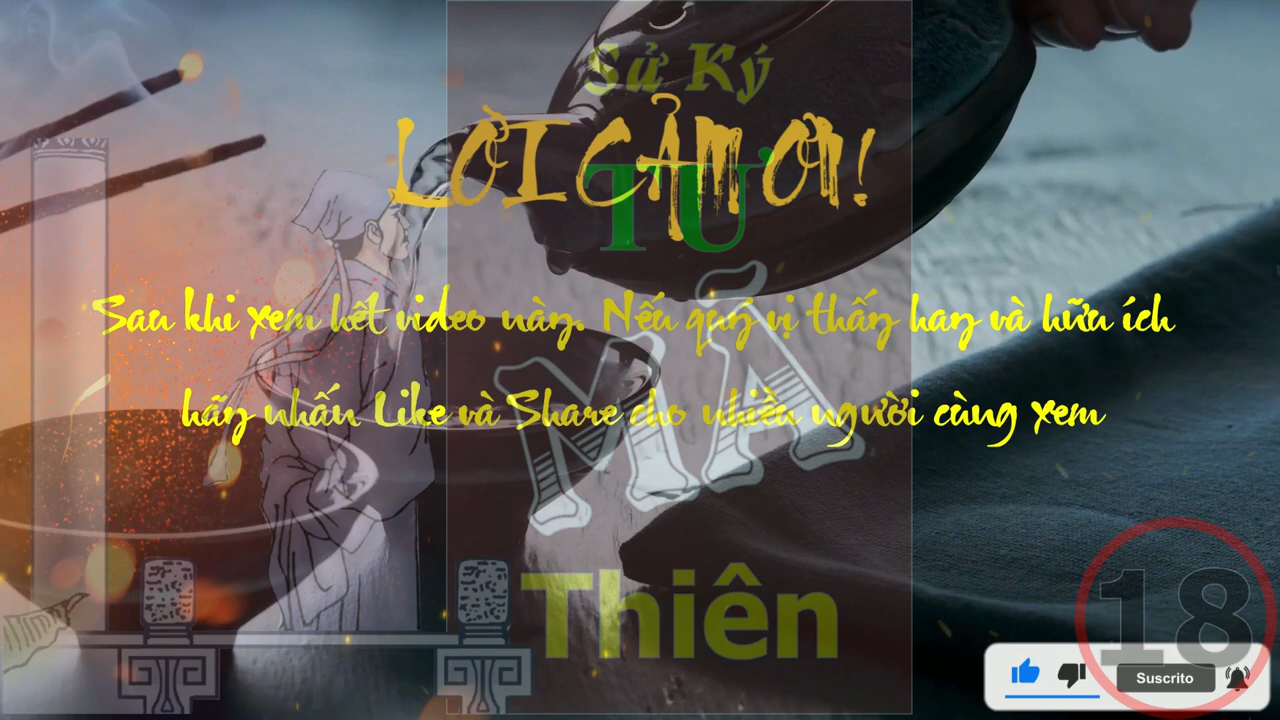 Sử Ký
LỜI CẢM ƠN!
TƯ
Sau khi xem hết video này. Nếu quý vị thấy hay và hữu ích
MÃ
hãy nhấn Like và Share cho nhiều người cùng xem
Thiên
18
Suscrito